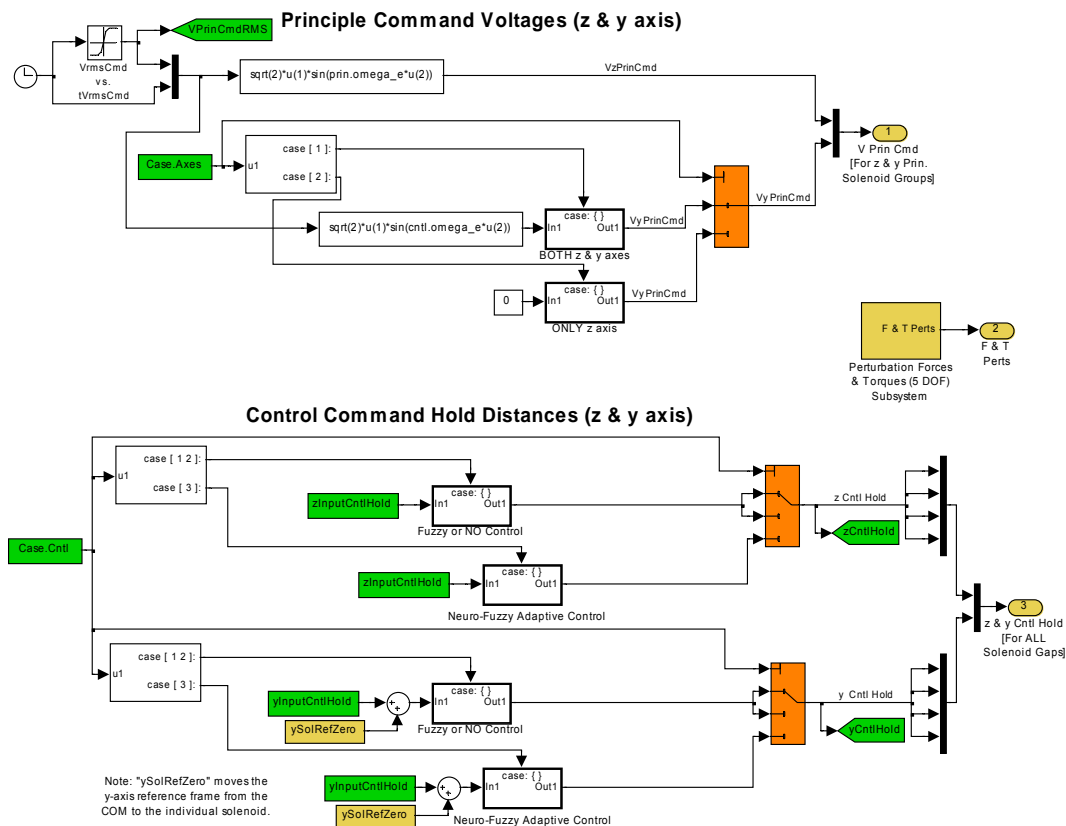 Principle Command Voltages (z & y axis)
VPrinCmdRMS
VrmsCmd
vs.
tVrmsCmd
sqrt(2)*u(1)*sin(prin.omega_e*u(2))
VzPrinCmd
1
V Prin Cmd
[For z & y Prin.
Solenoid Groups]
Case.Axes
u1
case [ 1 ]:
case [ 2 ]:
sqrt(2)*u(1)*sin(cntl.omega_e*u(2))
case: { }
In1
Out1
BOTH z & y axes
VyPrinCmd
VyPrinCmd
0
case: { }
In1
Out1
ONLY z axis
VyPrinCmd
F & T Perts
Perturbation Forces
& Torques (5 DOF)
Subsystem
2
F & T
Perts
Control Command Hold Distances (z & y axis)
u1
case [ 1 2 ]:
case [ 3 ]:
zInputCntlHold
case: { }
In1
Out1
Fuzzy or NO Control
z Cntl Hold
zCntlHold
Case.Cntl
zInputCntlHold
case: { }
In1
Out1
Neuro-Fuzzy Adaptive Control
3
z & y Cntl Hold
[For ALL
Solenoid Gaps]
u1
case [ 1 2 ]:
case [ 3 ]:
yInputCntlHold
ySolRefZero
case: { }
In1
Out1
Fuzzy or NO Control
y Cntl Hold
yCntlHold
Note: "ySolRefZero" moves the
y-axis reference frame from the
COM to the individual solenoid.
yInputCntlHold
ySolRefZero
case: { }
In1
Out1
Neuro-Fuzzy Adaptive Control